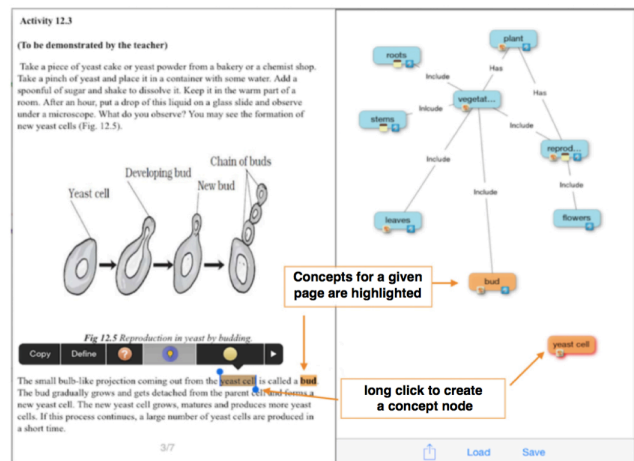 Activity 12.3
(To be demonstrated by the teacher)
Take a piece of yeast cake or yeast powder from a bakery or a chemist shop.
Take a pinch of yeast and place it in a container with some water. Add a
spoonful of sugar and shake to dissolve it. Keep it in the warm part of a
room. After an hour, put a drop of this liquid on a glass slide and observe
under a microscope. What do you observe? You may see the formation of
new yeast cells (Fig. 12.5).
Yeast cell
Developing bud
New bud
Chain of buds
Fig 12.5 Reproduction in yeast by budding.
Copy
Define
The small bulb-like projection coming out from the yeast cell is called a bud.
The bud gradually grows and gets detached from the parent cell and forms a
new yeast cell. The new yeast cell grows, matures and produces more yeast
cells. If this process continues, a large number of yeast cells are produced in
a short time.
3/7
plant
roots
Include
Has
vegetat...
Has
stems
Inlcude
Include
reprod...
Include
Include
Include
leaves
flowers
bud
Concepts for a given
page are highlighted
yeast cell
long click to create
a concept node
Load
Save